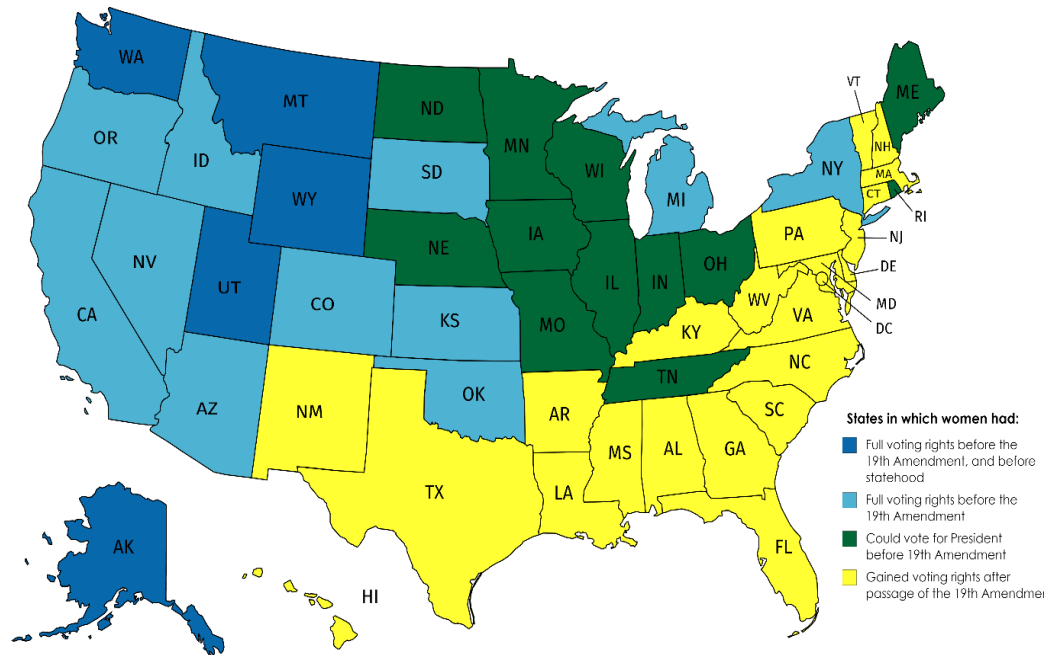 WA
MT
ND
MN
VT
ME
OR
ID
SD
WI
NH
NY
MA
MI
CT
WY
RI
IA
PA
NJ
NE
NV
OH
DE
UT
IL
IN
CO
MD
WV
CA
KS
VA
DC
MO
KY
NC
TN
OK
AZ
NM
AR
SC
MS
AL
GA
TX
LA
FL
AK
HI
States in which women had:
Full voting rights before the
19th Amendment, and before
statehood
Full voting rights before the
19th Amendment
Could vote for President
before 19th Amendment
Gained voting rights after
passage of the 19th Amendme